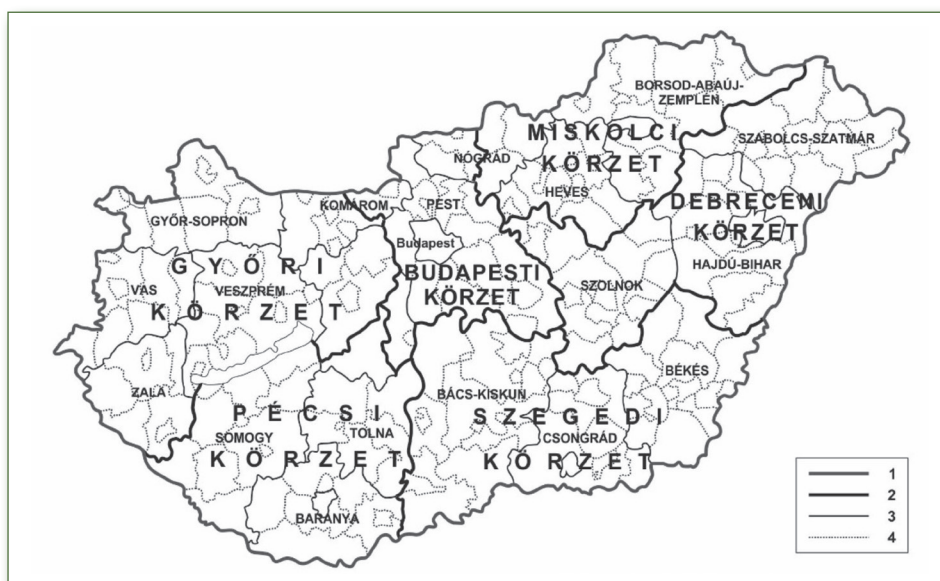 BORSOD-ABAÚJ-
ZEMPLÉN
MISKOLCI
KÖRZET
SZABOLCS-SZATMÁR
NÓGRÁD
HEVES
KOMÁROM
PEST
GYŐR-SOPRON
DEBRECENI
KÖRZET
Budapest
HAJDÚ-BIHAR
GYŐRI
KÖRZET
BUDAPESTI
KÖRZET
VAS
VESZPRÉM
SZOLNOK
BÉKÉS
ZALA
BÁCS-KISKUN
PÉCSI
KÖRZET
SZEGEDI
KÖRZET
SOMOGY
TOLNA
CSONGRÁD
BARANYA
1
2
3
4